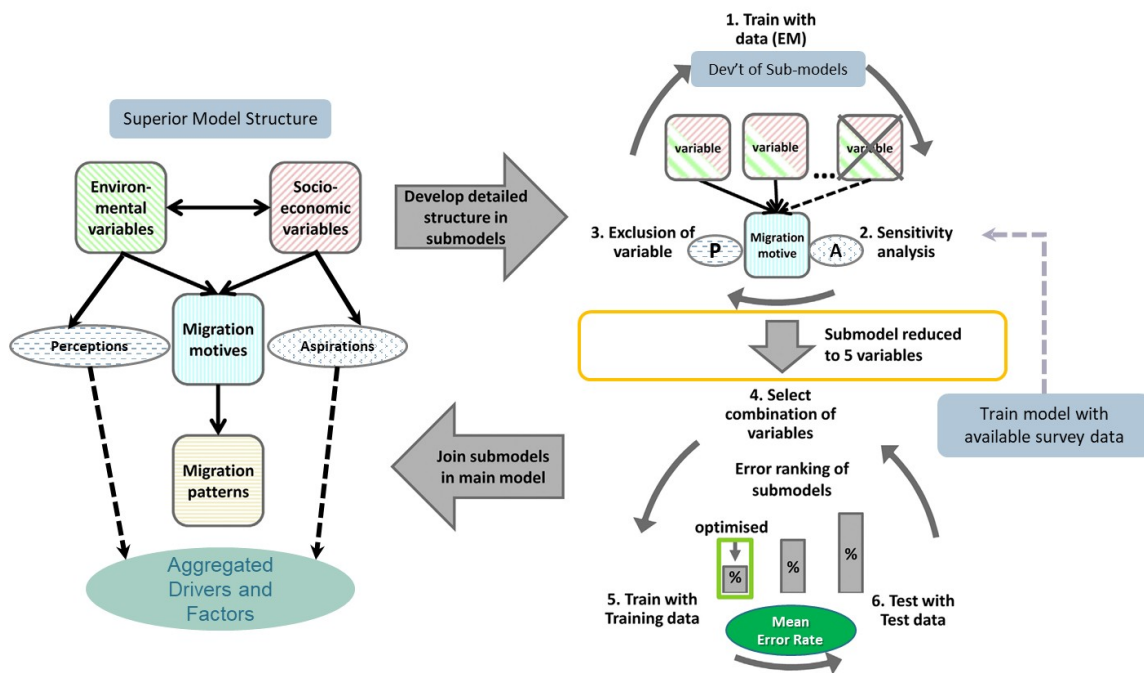 Superior Model Structure
Environ-
mental
variables
Socio-
economic
variables
Perceptions
Migration
motives
Aspirations
Migration
patterns
Aggregated
Drivers and
Factors
Develop detailed
structure in
submodels
Join submodels
in main model
1. Train with
data (EM)
Dev't of Sub-models
variable
variable
...
variable
3. Exclusion of
variable
P
Migration
motive
A
2. Sensitivity
analysis
Submodel reduced
to 5 variables
4. Select
combination of
variables
Train model with
available survey data
Error ranking of
submodels
optimised
%
%
%
5. Train with
Training data
6. Test with
Test data
Mean
Error Rate